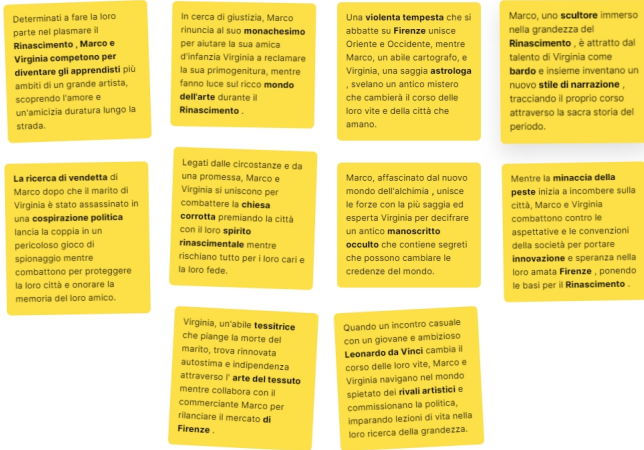 Determinati a fare la loro
parte nel plasmare il
Rinascimento , Marco e
Virginia competono per
diventare gli apprendisti più
ambiti di un grande artista,
scoprendo l'amore e
un'amicizia duratura lungo la
strada.
In cerca di giustizia, Marco
rinuncia al suo monachesimo
per aiutare la sua amica
d'infanzia Virginia a reclamare
la sua primogenitura, mentre
fanno luce sul ricco mondo
dell'arte durante il
Rinascimento .
Una violenta tempesta che si
abbatte su Firenze unisce
Oriente e Occidente, mentre
Marco, un abile cartografo, e
Virginia, una saggia astrologa
, svelano un antico mistero
che cambierà il corso delle
loro vite e della città che
amano.
Marco, uno scultore immerso
nella grandezza del
Rinascimento , è attratto dal
talento di Virginia come
bardo e insieme inventano un
nuovo stile di narrazione ,
tracciando il proprio corso
attraverso la sacra storia del
periodo.
La ricerca di vendetta di
Marco dopo che il marito di
Virginia è stato assassinato in
una cospirazione politica
lancia la coppia in un
pericoloso gioco di
spionaggio mentre
combattono per proteggere
la loro città e onorare la
memoria del loro amico.
Legati dalle circostanze e da
una promessa, Marco e
Virginia si uniscono per
combattere la chiesa
corrotta premiando la città
con il loro spirito
rinascimentale mentre
rischiano tutto per i loro cari e
la loro fede.
Marco, affascinato dal nuovo
mondo dell'alchimia , unisce
le forze con la più saggia ed
esperta Virginia per decifrare
un antico manoscritto
occulto che contiene segreti
che possono cambiare le
credenze del mondo.
Mentre la minaccia della
peste inizia a incombere sulla
città, Marco e Virginia
combattono contro le
aspettative e le convenzioni
della società per portare
innovazione e speranza nella
loro amata Firenze , ponendo
le basi per il Rinascimento .
Virginia, un'abile tessitrice
che piange la morte del
marito, trova rinnovata
autostima e indipendenza
attraverso l' arte del tessuto
mentre collabora con il
commerciante Marco per
rilanciare il mercato di
Firenze .
Quando un incontro casuale
con un giovane e ambizioso
Leonardo da Vinci cambia il
corso delle loro vite, Marco e
Virginia navigano nel mondo
spietato dei rivali artistici e
commissionano la politica,
imparando lezioni di vita nella
loro ricerca della grandezza.